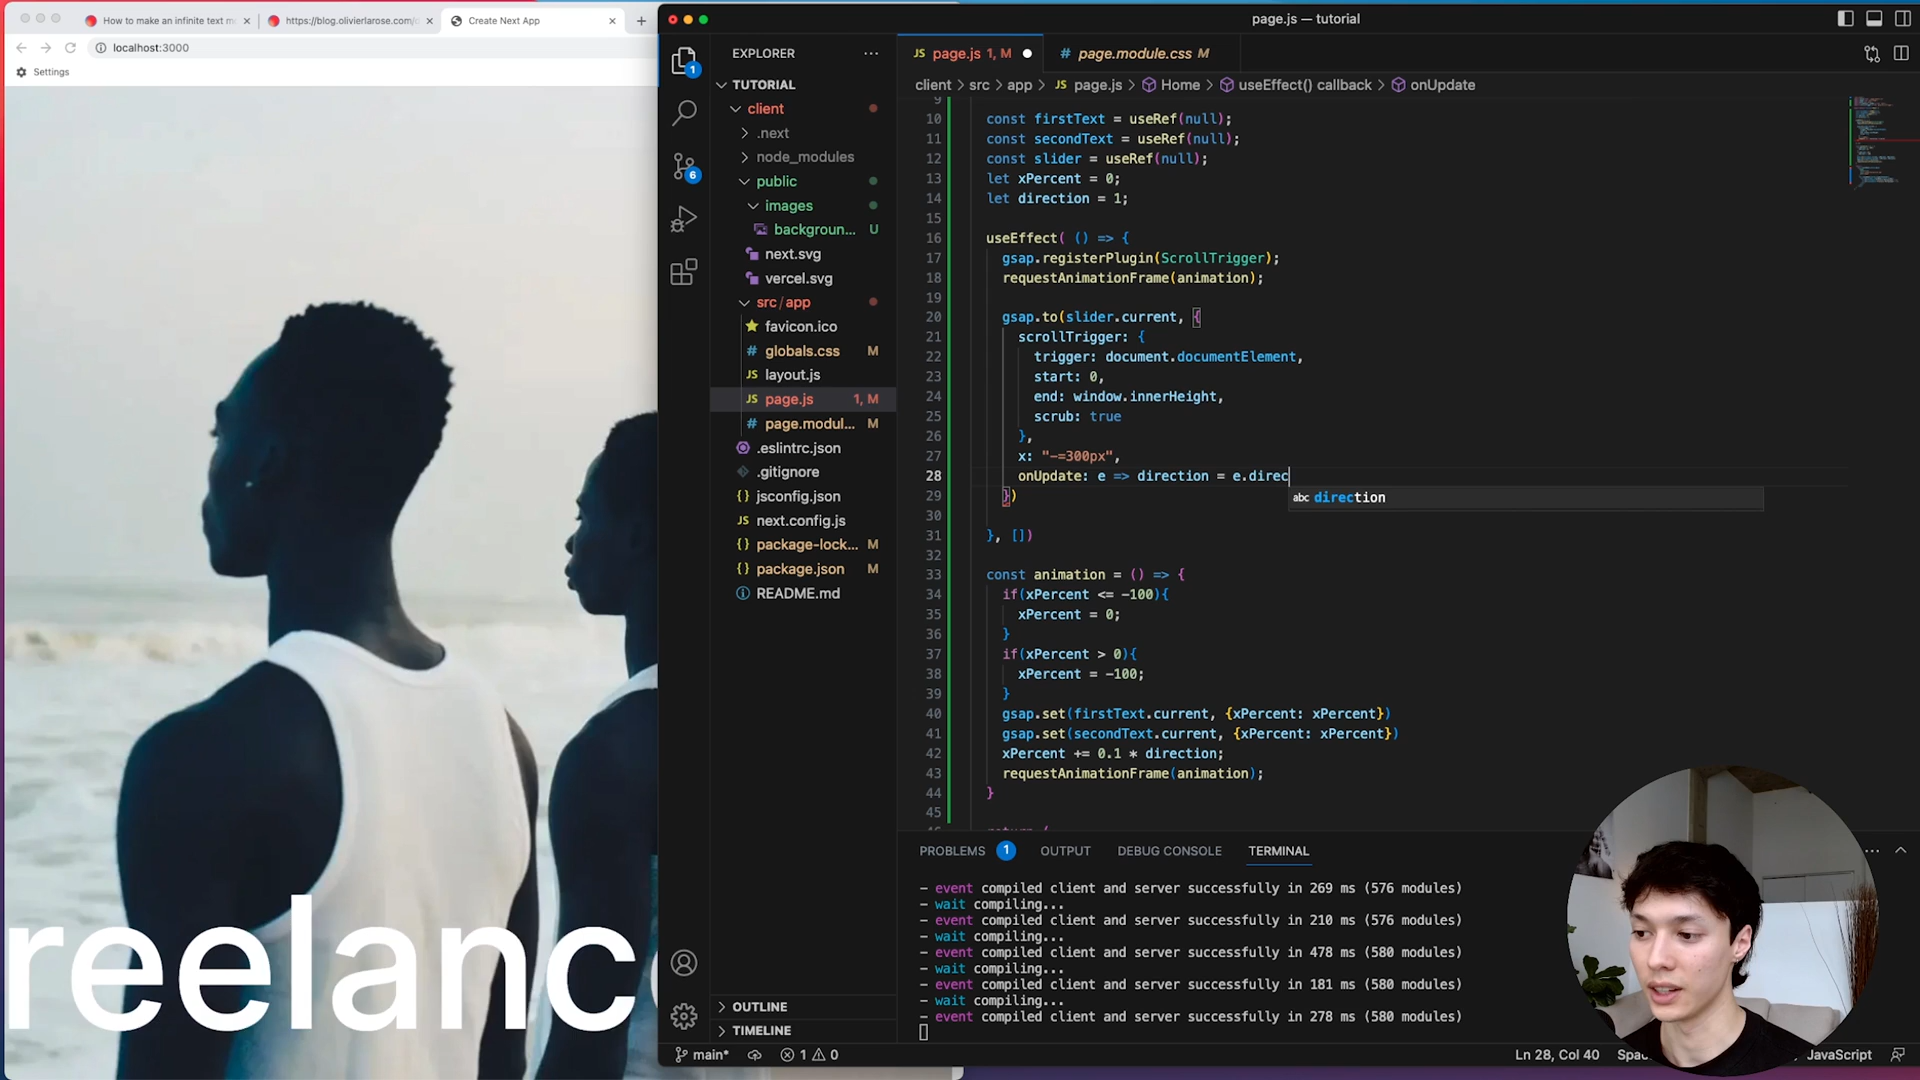 How to make an infinite text m
https://blog.olivierlarose.com/
Create Next App
localhost:3000
Settings
reelanc
page.js — tutorial
EXPLORER
TUTORIAL
client
.next
node_modules
public
images
backgroun... U
next.svg
vercel.svg
src/app
favicon.ico
globals.css M
layout.js
JS page.js 1, M
page.modul... M
.eslintrc.json
.gitignore
jsconfig.json
next.config.js
package-lock... M
package.json M
README.md
OUTLINE
TIMELINE
JS page.js 1, M
# page.module.css M
client > src > app > JS page.js > Home > useEffect() callback > onUpdate
9
10 const firstText = useRef(null);
11 const secondText = useRef(null);
12 const slider = useRef(null);
13 let xPercent = 0;
14 let direction = 1;
15
16 useEffect( () => {
17 gsap.registerPlugin(ScrollTrigger);
18 requestAnimationFrame(animation);
19
20 gsap.to(slider.current, {
21 scrollTrigger: {
22 trigger: document.documentElement,
23 start: 0,
24 end: window.innerHeight,
25 scrub: true
26 },
27 x: "-=300px",
28 onUpdate: e => direction = e.direc
abc direction
29 })
30
31 }, [])
32
33 const animation = () => {
34 if(xPercent <= -100){
35 xPercent = 0;
36 }
37 if(xPercent > 0){
38 xPercent = -100;
39 }
40 gsap.set(firstText.current, {xPercent: xPercent})
41 gsap.set(secondText.current, {xPercent: xPercent})
42 xPercent += 0.1 * direction;
43 requestAnimationFrame(animation);
44 }
45
PROBLEMS 1 OUTPUT DEBUG CONSOLE TERMINAL
- event compiled client and server successfully in 269 ms (576 modules)
- wait compiling...
- event compiled client and server successfully in 210 ms (576 modules)
- wait compiling...
- event compiled client and server successfully in 478 ms (580 modules)
- wait compiling...
- event compiled client and server successfully in 181 ms (580 modules)
- wait compiling...
- event compiled client and server successfully in 278 ms (580 modules)
main* 1 0
Ln 28, Col 40 Spac JavaScript